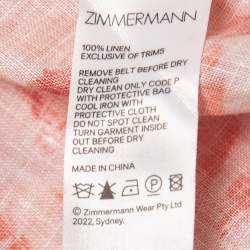 ZIMMERMANN
100% LINEN
EXCLUSIVE OF TRIMS
REMOVE BELT BEFORE DRY
CLEANING
DRY CLEAN ONLY CODE P
WITH PROTECTIVE BAG
COOL IRON WITH
PROTECTIVE CLOTH
DO NOT SPOT CLEAN
TURN GARMENT INSIDE
OUT BEFORE DRY
CLEANING
MADE IN CHINA
P
© Zimmermann Wear Pty Ltd
2022, Sydney.